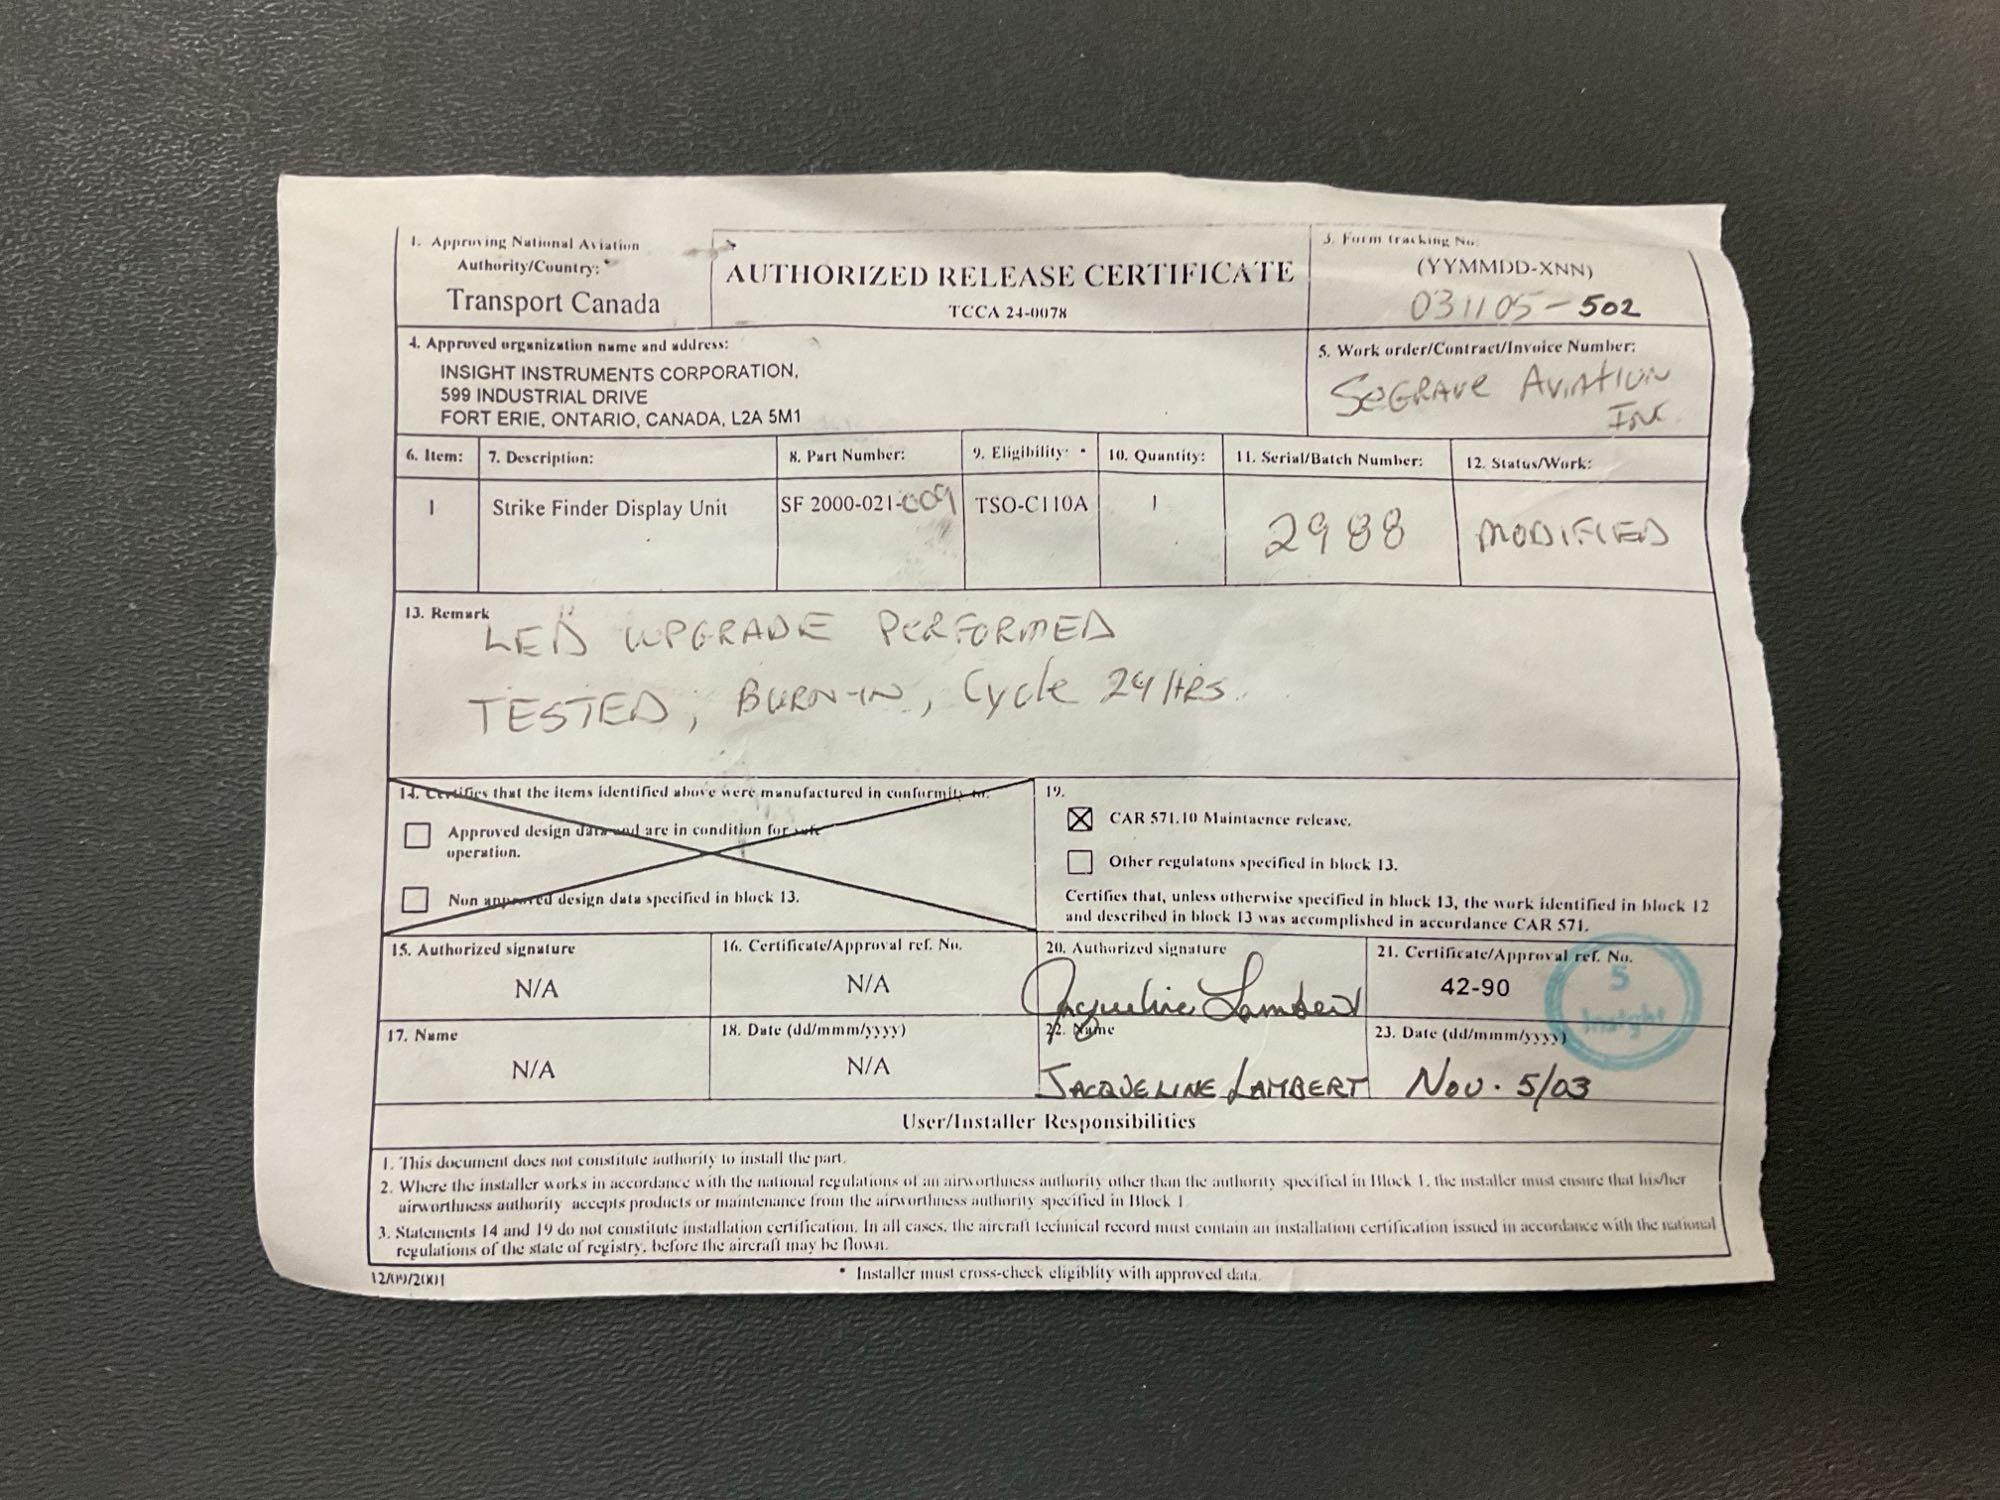 1. Approving National Aviation
Authority/Country: *
Transport Canada
AUTHORIZED RELEASE CERTIFICATE
TCCA 24-0078
3. Form tracking No.
(YYMMDD-XNN)
031105-502
4. Approved organization name and address:
INSIGHT INSTRUMENTS CORPORATION,
599 INDUSTRIAL DRIVE
FORT ERIE, ONTARIO, CANADA, L2A 5M1
5. Work order/Contract/Invoice Number:
SEGRAVE AVIATION
INC.
6. Item: 7. Description: 8. Part Number: 9. Eligibility: * 10. Quantity: 11. Serial/Batch Number: 12. Status/Work:
1 Strike Finder Display Unit SF 2000-021-009 TSO-C110A 1 2988 MODIFIED
13. Remark
LED UPGRADE PERFORMED
TESTED, BURN-IN, Cycle 24 HRS.
14. Certifies that the items identified above were manufactured in conformity to:
Approved design data and are in condition for safe
operation.
Non approved design data specified in block 13.
19.
CAR 571.10 Maintaence release.
Other regulatons specified in block 13.
Certifies that, unless otherwise specified in block 13, the work identified in block 12
and described in block 13 was accomplished in accordance CAR 571.
15. Authorized signature
N/A
16. Certificate/Approval ref. No.
N/A
20. Authorized signature
Jacqueline Lambert
21. Certificate/Approval ref. No.
42-90
5
Insight
17. Name
N/A
18. Date (dd/mmm/yyyy)
N/A
22. Name
JACQUELINE LAMBERT
23. Date (dd/mmm/yyyy)
Nov. 5/03
User/Installer Responsibilities
1. This document does not constitute authority to install the part.
2. Where the installer works in accordance with the national regulations of an airworthiness authority other than the authority specified in Block 1, the installer must ensure that his/her
airworthiness authority accepts products or maintenance from the airworthiness authority specified in Block 1
3. Statements 14 and 19 do not constitute installation certification. In all cases, the aircraft technical record must contain an installation certification issued in accordance with the national
regulations of the state of registry, before the aircraft may be flown.
12/09/2001
* Installer must cross-check eligiblity with approved data.